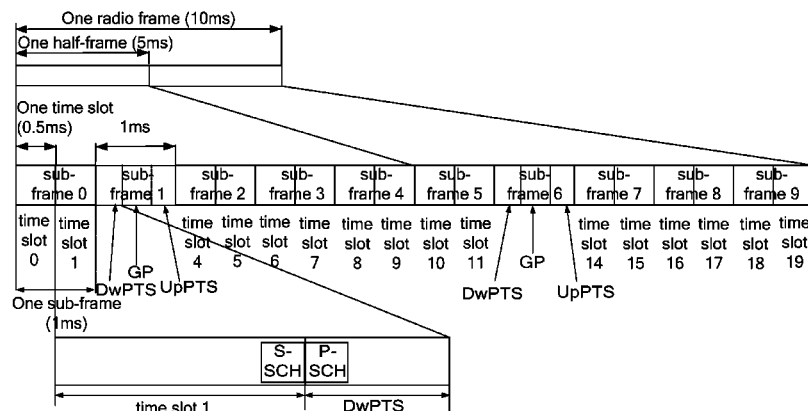 One radio frame (10ms)
One half-frame (5ms)
One time slot
(0.5ms)
1ms
sub-
frame 0
sub-
frame 1
sub-
frame 2
sub-
frame 3
sub-
frame 4
sub-
frame 5
sub-
frame 6
sub-
frame 7
sub-
frame 8
sub-
frame 9
time
slot
0
time
slot
1
DwPTS
GP
UpPTS
time
slot
4
time
slot
5
time
slot
6
time
slot
7
time
slot
8
time
slot
9
time
slot
10
time
slot
11
DwPTS
GP
UpPTS
time
slot
14
time
slot
15
time
slot
16
time
slot
17
time
slot
18
time
slot
19
One sub-frame
(1ms)
S-
SCH
P-
SCH
time slot 1
DwPTS